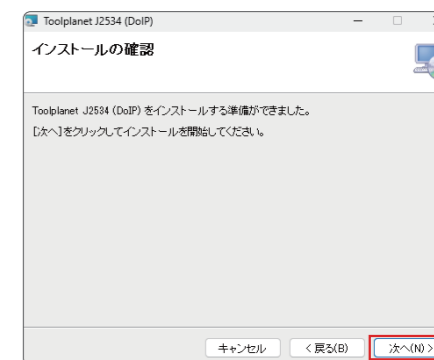 Toolplanet J2534 (DoIP)
インストールの確認
Toolplanet J2534 (DoIP) をインストールする準備ができました。
[次へ]をクリックしてインストールを開始してください。
キャンセル
< 戻る(B)
次へ(N) >